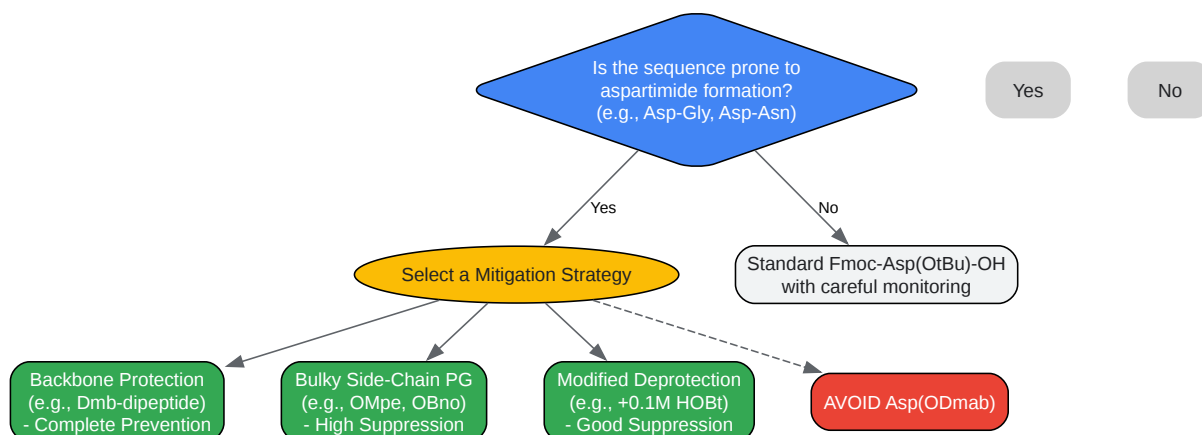 Is the sequence prone to
aspartimide formation?
(e.g., Asp-Gly, Asp-Asn)
Yes
No
Yes
No
Select a Mitigation Strategy
Standard Fmoc-Asp(OtBu)-OH
with careful monitoring
Backbone Protection
(e.g., Dmb-dipeptide)
- Complete Prevention
Bulky Side-Chain PG
(e.g., OMpe, OBno)
- High Suppression
Modified Deprotection
(e.g., +0.1M HOBt)
- Good Suppression
AVOID Asp(ODmab)